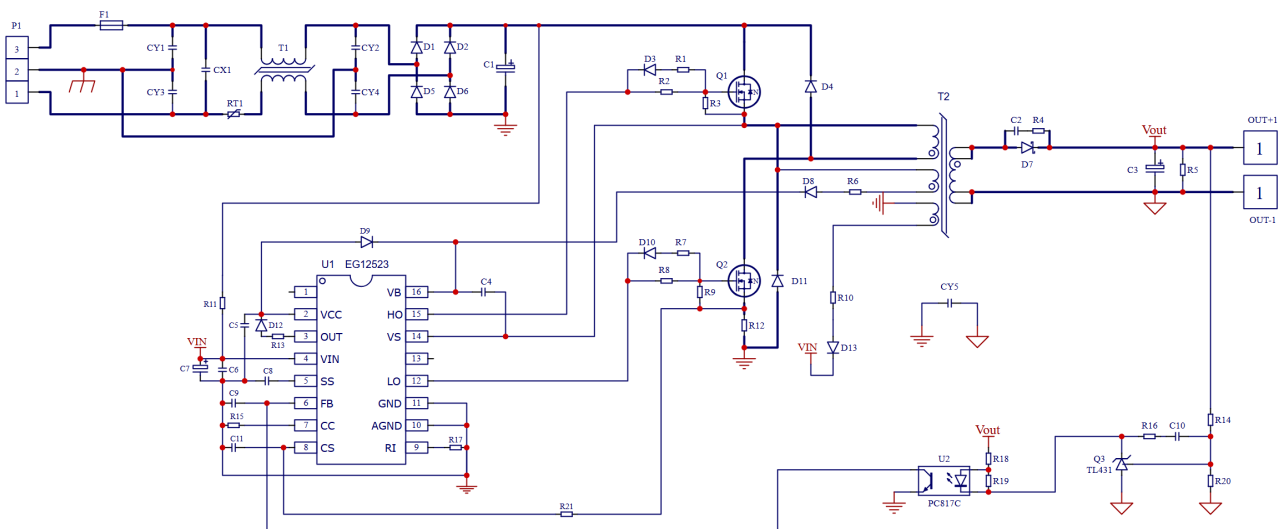 P1
F1
3
2
1
CY1
CY3
CX1
RT1
T1
CY2
CY4
D1
D2
D5
D6
C1
D3
R1
R2
R3
Q1
D4
T2
C2
R4
D7
Vout
C3
R5
OUT+1
1
1
OUT-1
D8
R6
D9
U1 EG12523
D10
R7
R8
R9
Q2
D11
R12
R10
D13
VIN
CY5
R11
C5
D12
R13
VIN
C7
C6
C8
C9
R15
C11
C4
1
2 VCC
3 OUT
4 VIN
5 SS
6 FB
7 CC
8 CS
VB 16
HO 15
VS 14
13
LO 12
GND 11
AGND 10
RI 9
R17
R21
Vout
R18
R19
U2
PC817C
R16
C10
R14
Q3
TL431
R20